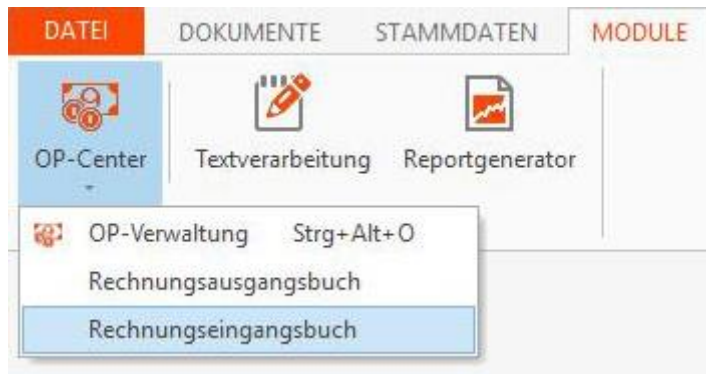 DATEI DOKUMENTE STAMMDATEN MODULE
OP-Center Textverarbeitung Reportgenerator
OP-Verwaltung Strg+Alt+O
Rechnungsausgangsbuch
Rechnungseingangsbuch